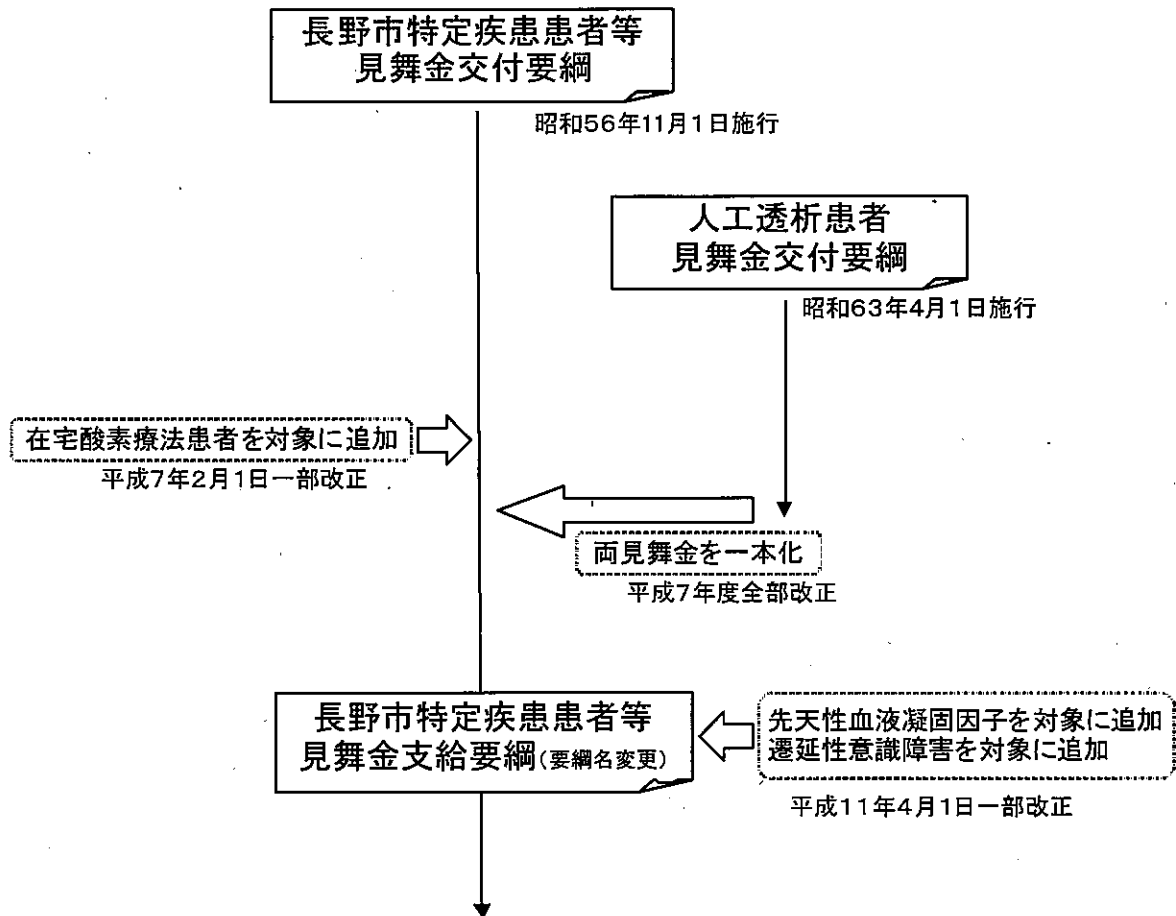 長野市特定疾患患者等
見舞金交付要綱
昭和56年11月1日施行
人工透析患者
見舞金交付要綱
昭和63年4月1日施行
在宅酸素療法患者を対象に追加
平成7年2月1日一部改正
両見舞金を一本化
平成7年度全部改正
長野市特定疾患患者等
見舞金支給要綱(要綱名変更)
先天性血液凝固因子を対象に追加
遷延性意識障害を対象に追加
平成11年4月1日一部改正